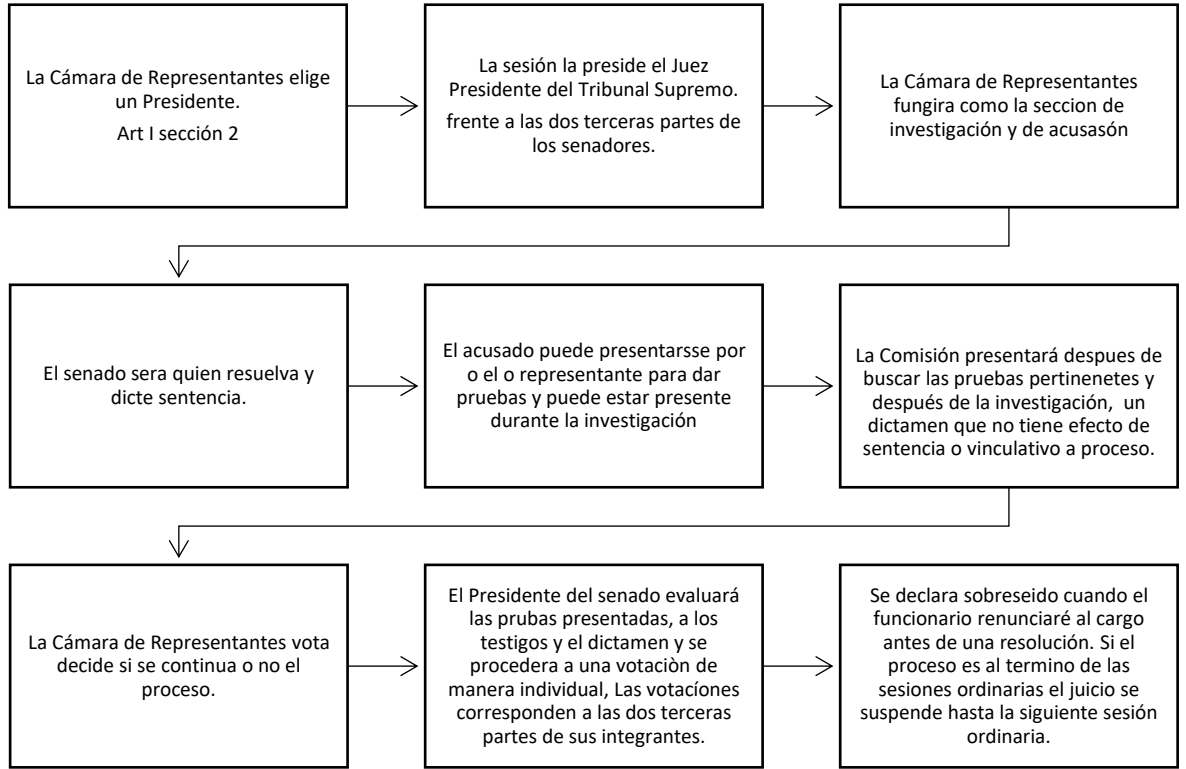 La Cámara de Representantes elige
un Presidente.
Art I sección 2
La sesión la preside el Juez
Presidente del Tribunal Supremo.
frente a las dos terceras partes de
los senadores.
La Cámara de Representantes
fungira como la seccion de
investigación y de acusasón
El senado sera quien resuelva y
dicte sentencia.
El acusado puede presentarsse por
o el o representante para dar
pruebas y puede estar presente
durante la investigación
La Comisión presentará despues de
buscar las pruebas pertinenetes y
después de la investigación, un
dictamen que no tiene efecto de
sentencia o vinculativo a proceso.
La Cámara de Representantes vota
decide si se continua o no el
proceso.
El Presidente del senado evaluará
las prubas presentadas, a los
testigos y el dictamen y se
procedera a una votaciòn de
manera individual, Las votacíones
corresponden a las dos terceras
partes de sus integrantes.
Se declara sobreseido cuando el
funcionario renunciaré al cargo
antes de una resolución. Si el
proceso es al termino de las
sesiones ordinarias el juicio se
suspende hasta la siguiente sesión
ordinaria.